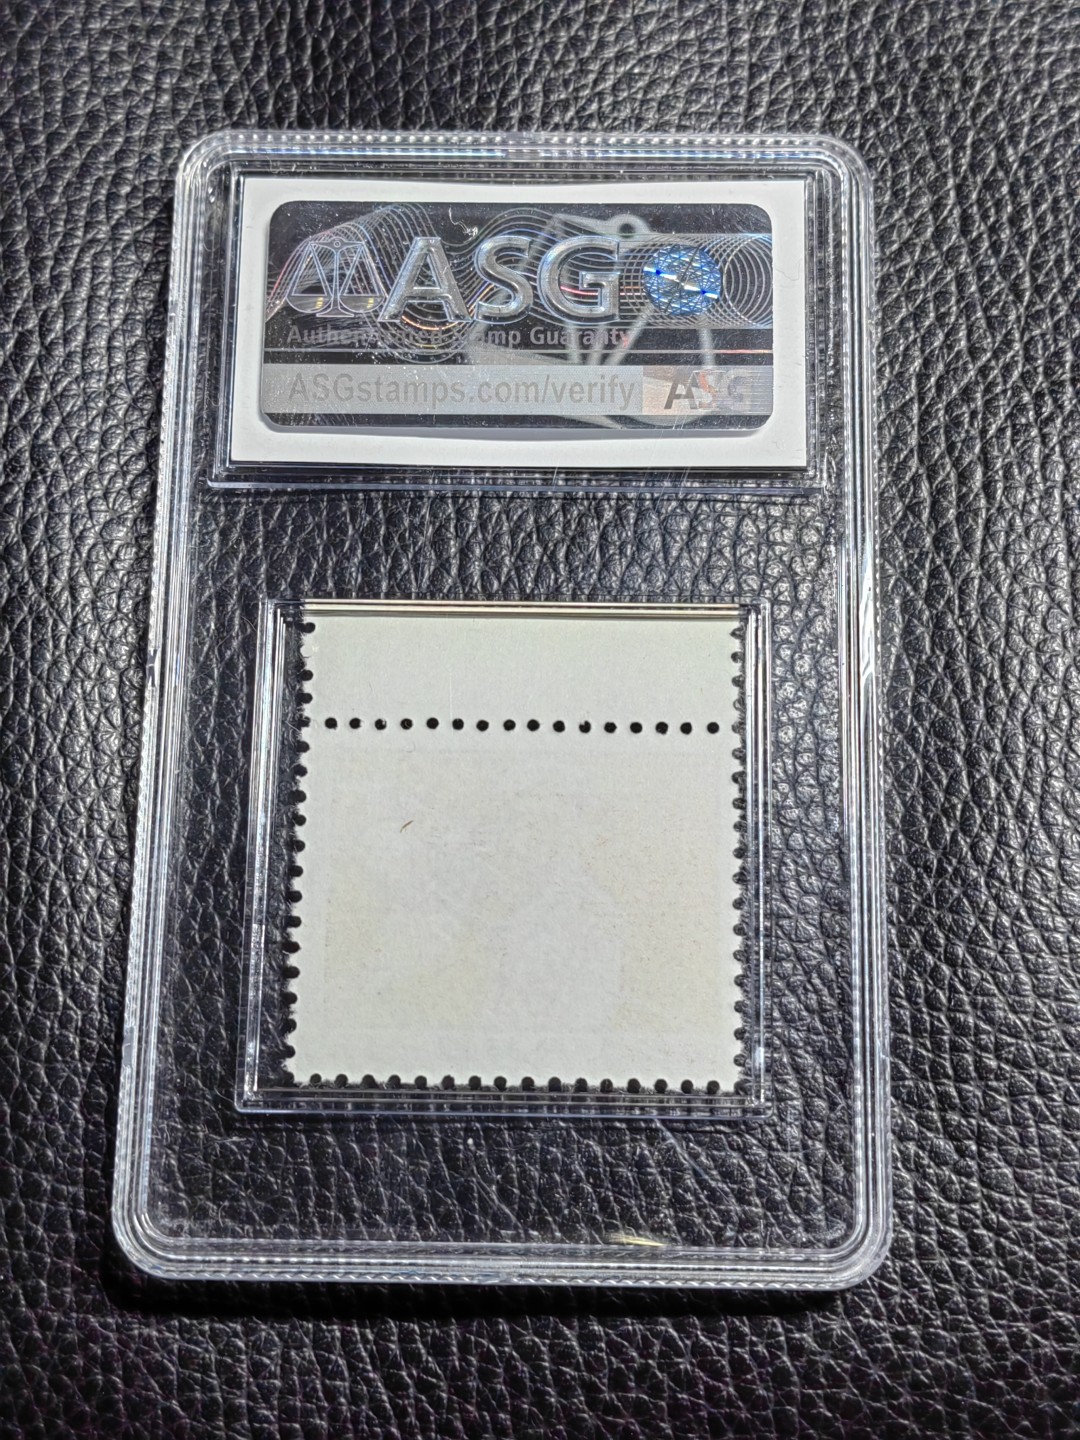 ASG
Authenticated Stamp Guaranty
ASGstamps.com/verify ASG